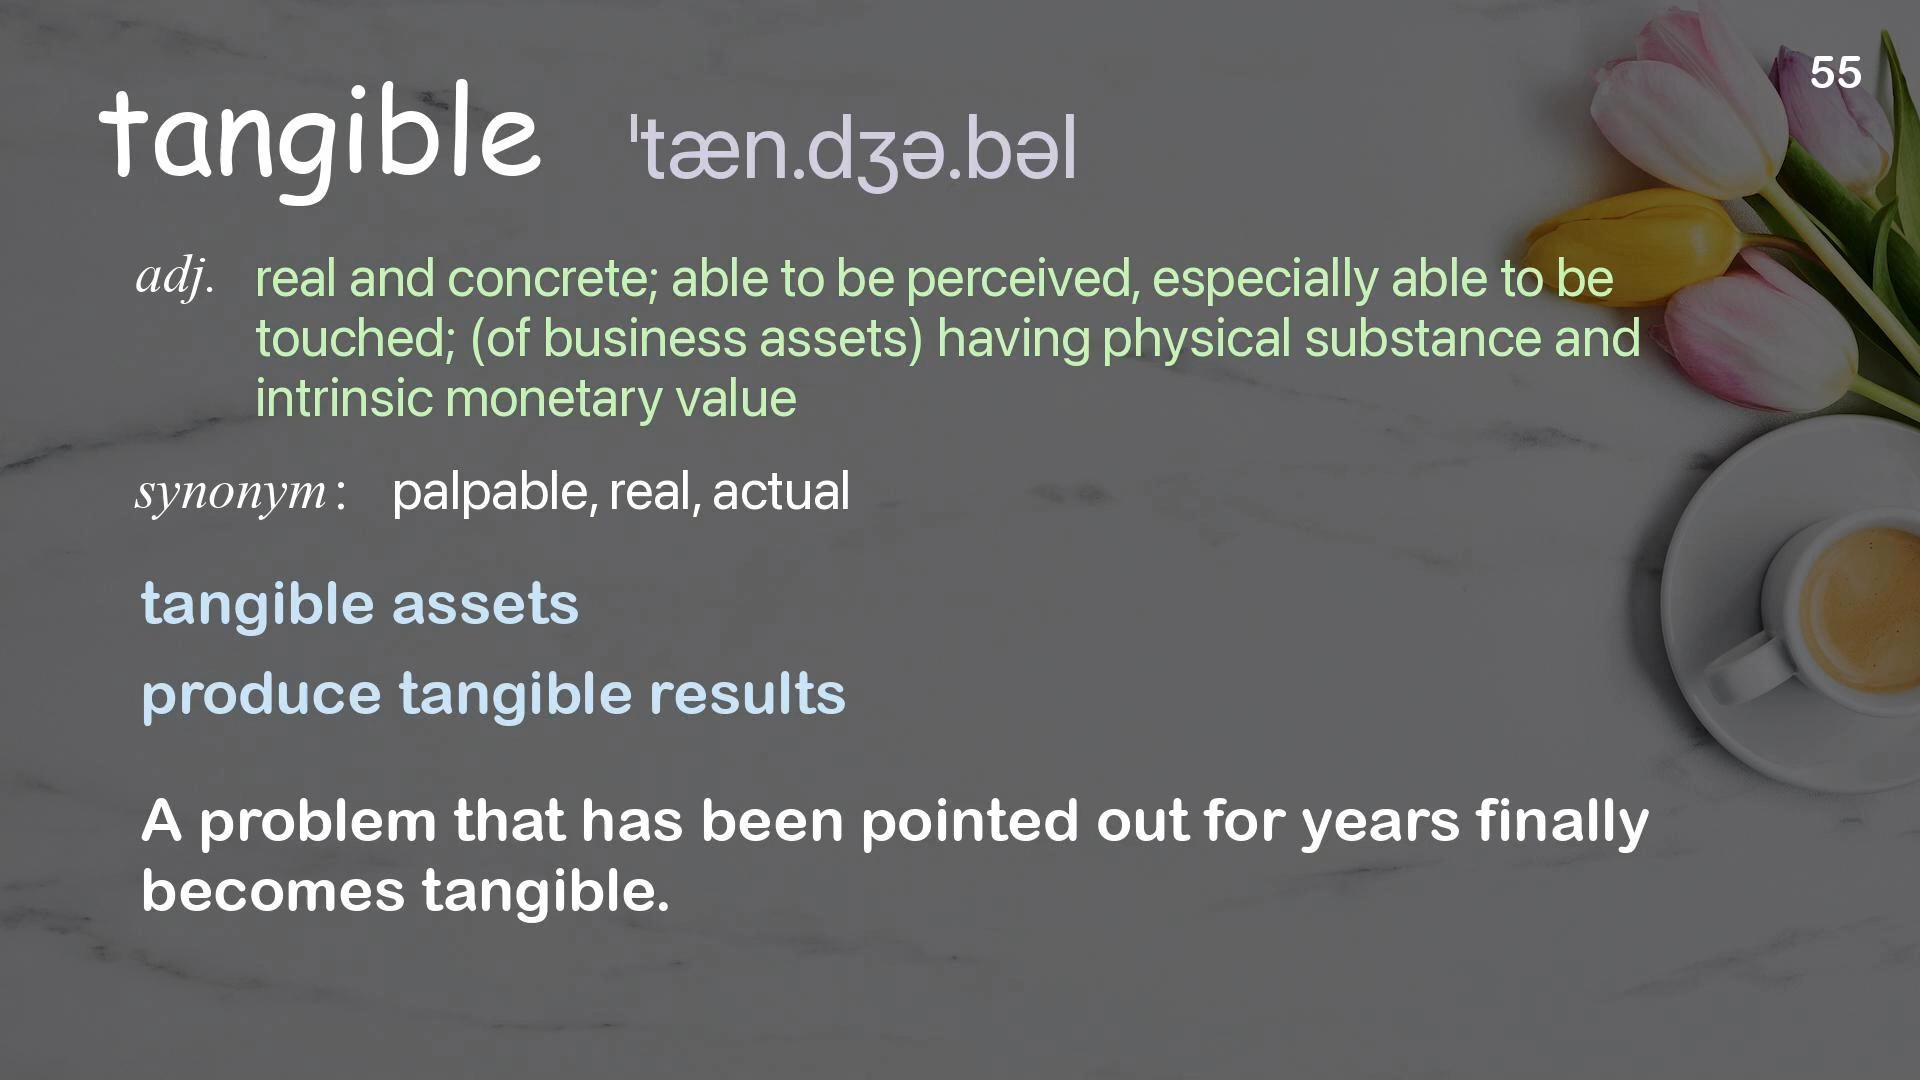 55
tangible ˈtæn.dʒə.bəl
adj. real and concrete; able to be perceived, especially able to be
touched; (of business assets) having physical substance and
intrinsic monetary value
synonym : palpable, real, actual
tangible assets
produce tangible results
A problem that has been pointed out for years finally
becomes tangible.